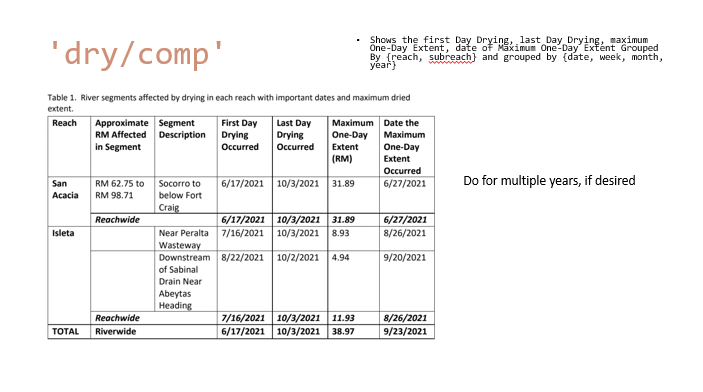 'dry/comp'
• Shows the first Day Drying, last Day Drying, maximum
One-Day Extent, date of Maximum One-Day Extent Grouped
By {reach, subreach} and grouped by {date, week, month,
year}
Table 1. River segments affected by drying in each reach with important dates and maximum dried
extent.
Reach Approximate RM Affected in Segment Segment Description First Day Drying Occurred Last Day Drying Occurred Maximum One-Day Extent (RM) Date the Maximum One-Day Extent Occurred
San Acacia RM 62.75 to RM 98.71 Socorro to below Fort Craig 6/17/2021 10/3/2021 31.89 6/27/2021
Reachwide 6/17/2021 10/3/2021 31.89 6/27/2021
Isleta Near Peralta Wasteway 7/16/2021 10/3/2021 8.93 8/26/2021
Downstream of Sabinal Drain Near Abeytas Heading 8/22/2021 10/2/2021 4.94 9/20/2021
Reachwide 7/16/2021 10/3/2021 11.93 8/26/2021
TOTAL Riverwide 6/17/2021 10/3/2021 38.97 9/23/2021
Do for multiple years, if desired